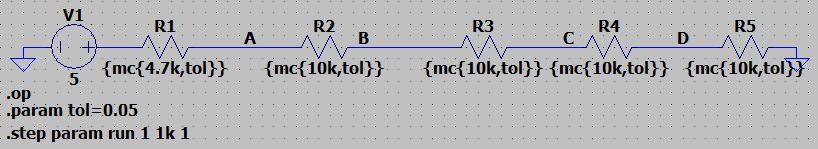 V1 R1 A R2 B R3 C R4 D R5
{mc{4.7k,tol}} {mc{10k,tol}} {mc{10k,tol}} {mc{10k,tol}} {mc{10k,tol}}
5
.op
.param tol=0.05
.step param run 1 1k 1